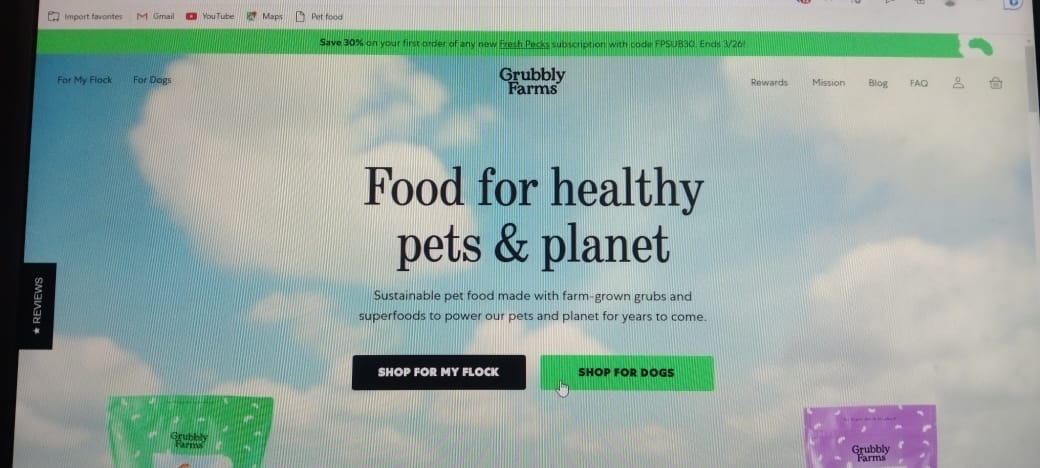 Import favorites
Gmail
YouTube
Maps
Pet food
Save 30% on your first order of any new Fresh Pecks subscription with code FPSUB30. Ends 3/26!
For My Flock
For Dogs
Grubbly
Farms
Rewards
Mission
Blog
FAQ
Food for healthy
pets & planet
Sustainable pet food made with farm-grown grubs and
superfoods to power our pets and planet for years to come.
★ REVIEWS
SHOP FOR MY FLOCK
SHOP FOR DOGS
Grubbly
Farms
Grubbly
Farms